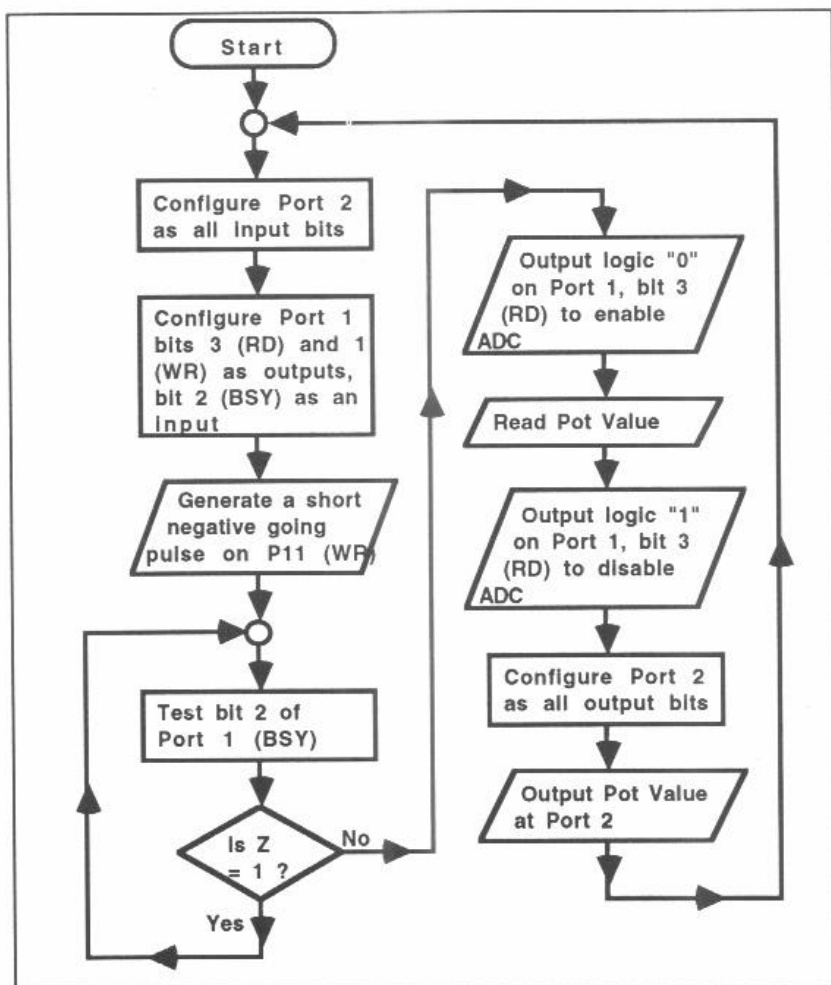 Start
Configure Port 2
as all input bits
Configure Port 1
bits 3 (RD) and 1
(WR) as outputs,
bit 2 (BSY) as an
Input
Generate a short
negative going
pulse on P11 (WR)
Test bit 2 of
Port 1 (BSY)
Is Z
= 1 ?
No
Yes
Output logic "0"
on Port 1, bit 3
(RD) to enable
ADC
Read Pot Value
Output logic "1"
on Port 1, bit 3
(RD) to disable
ADC
Configure Port 2
as all output bits
Output Pot Value
at Port 2